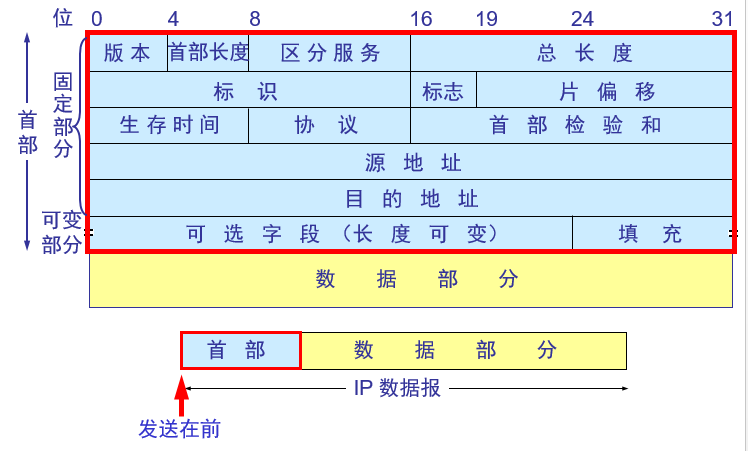 位 0 4 8 16 19 24 31
版本 首部长度 区分服务 总长度
标识 标志 片偏移
生存时间 协议 首部检验和
源地址
目的地址
可选字段（长度可变） 填充
首部
固定部分
可变部分
数据部分
首部 数据部分
IP 数据报
发送在前